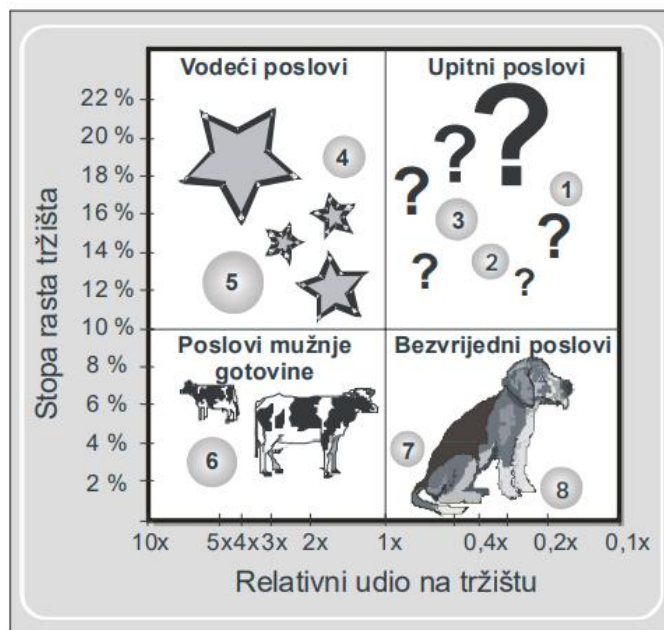 Vodeći poslovi
Upitni poslovi
Stopa rasta tržišta
22 %
20 %
18 %
16 %
14 %
12 %
10 %
8 %
6 %
4 %
2 %
?
?
?
?
?
?
4
1
3
2
5
Poslovi mužnje
gotovine
Bezvrijedni poslovi
6
7
8
10x
5x
4x
3x
2x
1x
0,4x
0,2x
0,1x
Relativni udio na tržištu